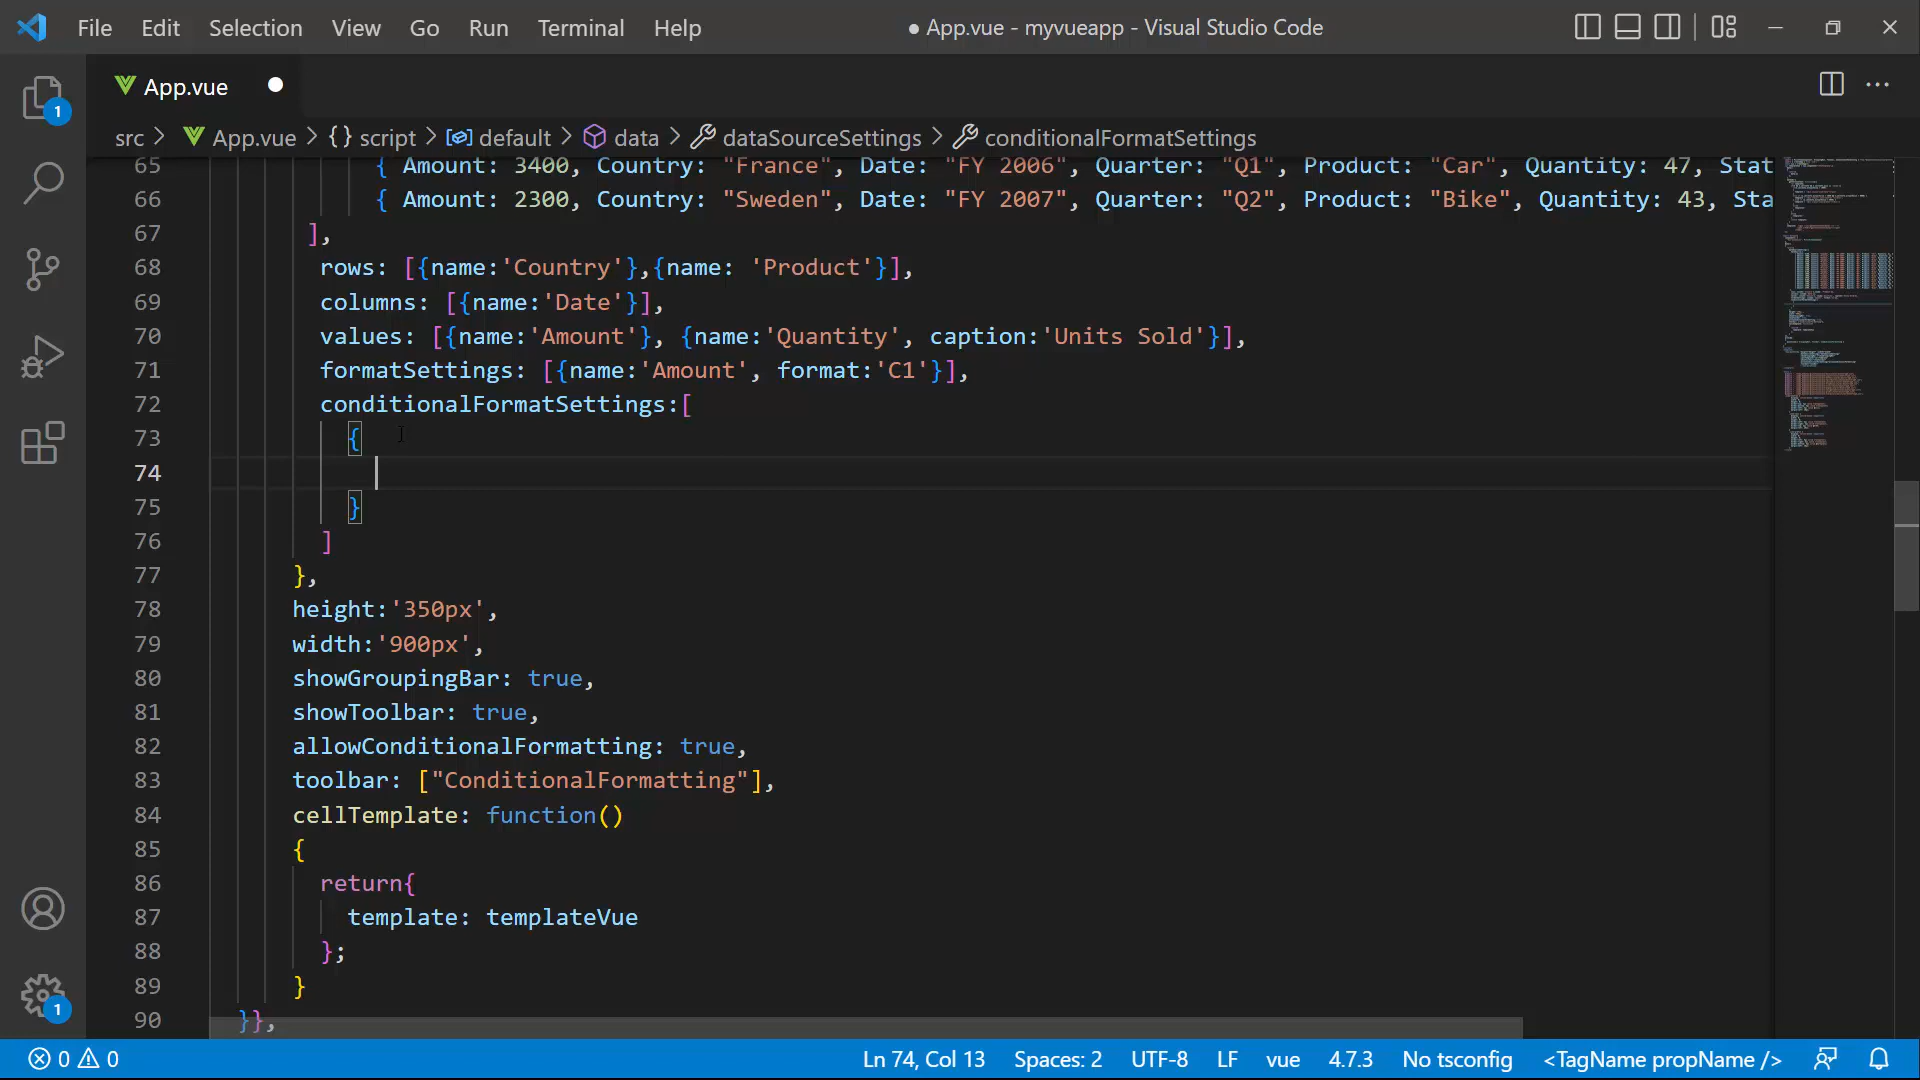 File Edit Selection View Go Run Terminal Help
● App.vue - myvueapp - Visual Studio Code
App.vue
1
src > App.vue > {} script > default > data > dataSourceSettings > conditionalFormatSettings
65 { Amount: 3400, Country: "France", Date: "FY 2006", Quarter: "Q1", Product: "Car", Quantity: 47, Stat
66 { Amount: 2300, Country: "Sweden", Date: "FY 2007", Quarter: "Q2", Product: "Bike", Quantity: 43, Sta
67 ],
68 rows: [{name:'Country'},{name: 'Product'}],
69 columns: [{name:'Date'}],
70 values: [{name:'Amount'}, {name:'Quantity', caption:'Units Sold'}],
71 formatSettings: [{name:'Amount', format:'C1'}],
72 conditionalFormatSettings:[
73 {
74
75 }
76 ]
77 },
78 height:'350px',
79 width:'900px',
80 showGroupingBar: true,
81 showToolbar: true,
82 allowConditionalFormatting: true,
83 toolbar: ["ConditionalFormatting"],
84 cellTemplate: function()
85 {
86 return{
87 template: templateVue
88 };
89 }
90 }},
1
0 0 Ln 74, Col 13 Spaces: 2 UTF-8 LF vue 4.7.3 No tsconfig <TagName propName />